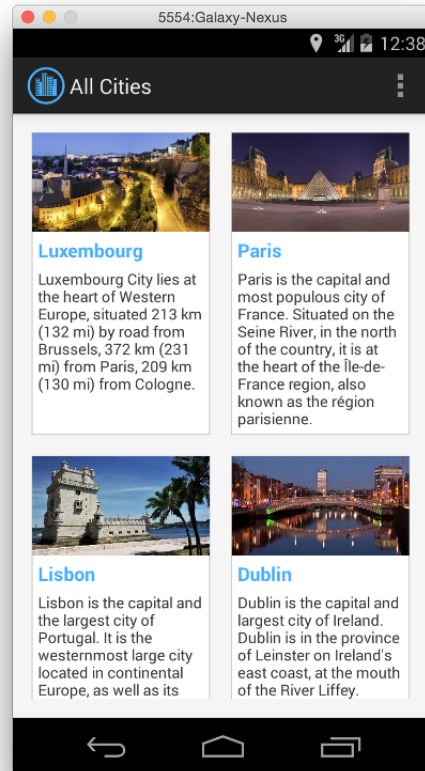 5554:Galaxy-Nexus
3G 12:38
All Cities
Luxembourg
Luxembourg City lies at
the heart of Western
Europe, situated 213 km
(132 mi) by road from
Brussels, 372 km (231
mi) from Paris, 209 km
(130 mi) from Cologne.
Paris
Paris is the capital and
most populous city of
France. Situated on the
Seine River, in the north
of the country, it is at
the heart of the Île-de-
France region, also
known as the région
parisienne.
Lisbon
Lisbon is the capital and
the largest city of
Portugal. It is the
westernmost large city
located in continental
Europe, as well as its
Dublin
Dublin is the capital and
largest city of Ireland.
Dublin is in the province
of Leinster on Ireland's
east coast, at the mouth
of the River Liffey.